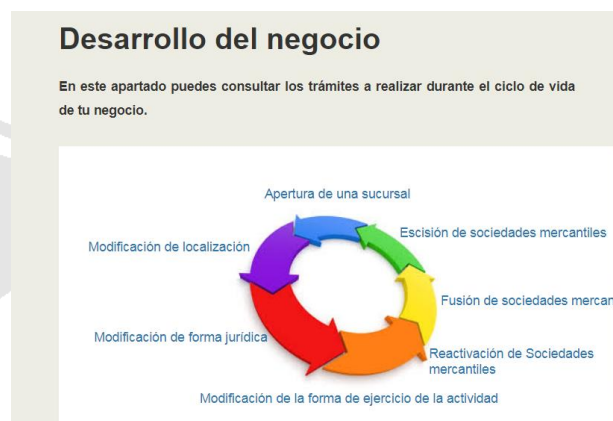 Desarrollo del negocio
En este apartado puedes consultar los trámites a realizar durante el ciclo de vida
de tu negocio.
Apertura de una sucursal
Escisión de sociedades mercantiles
Modificación de localización
Fusión de sociedades mercan
Modificación de forma jurídica
Reactivación de Sociedades
mercantiles
Modificación de la forma de ejercicio de la actividad